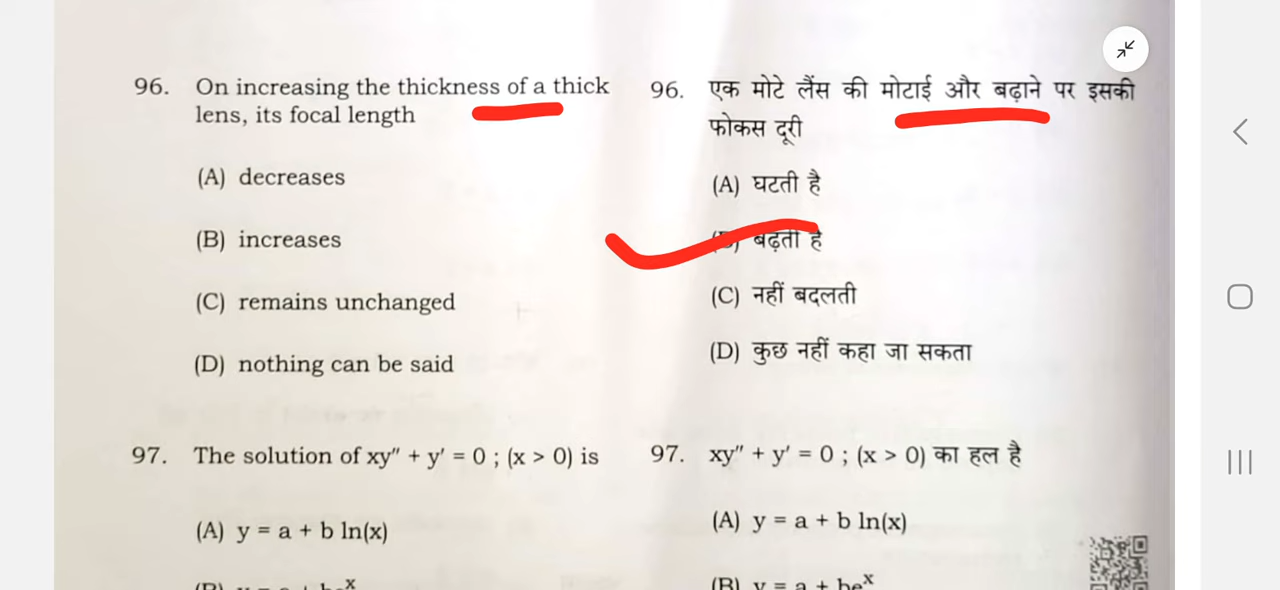 96. On increasing the thickness of a thick
lens, its focal length
(A) decreases
(B) increases
(C) remains unchanged
(D) nothing can be said
97. The solution of xy″ + y′ = 0 ; (x > 0) is
(A) y = a + b ln(x)
96. एक मोटे लैंस की मोटाई और बढ़ाने पर इसकी
फोकस दूरी
(A) घटती है
बढ़ती है
(C) नहीं बदलती
(D) कुछ नहीं कहा जा सकता
97. xy″ + y′ = 0 ; (x > 0) का हल है
(A) y = a + b ln(x)
(B) y = a + be^x